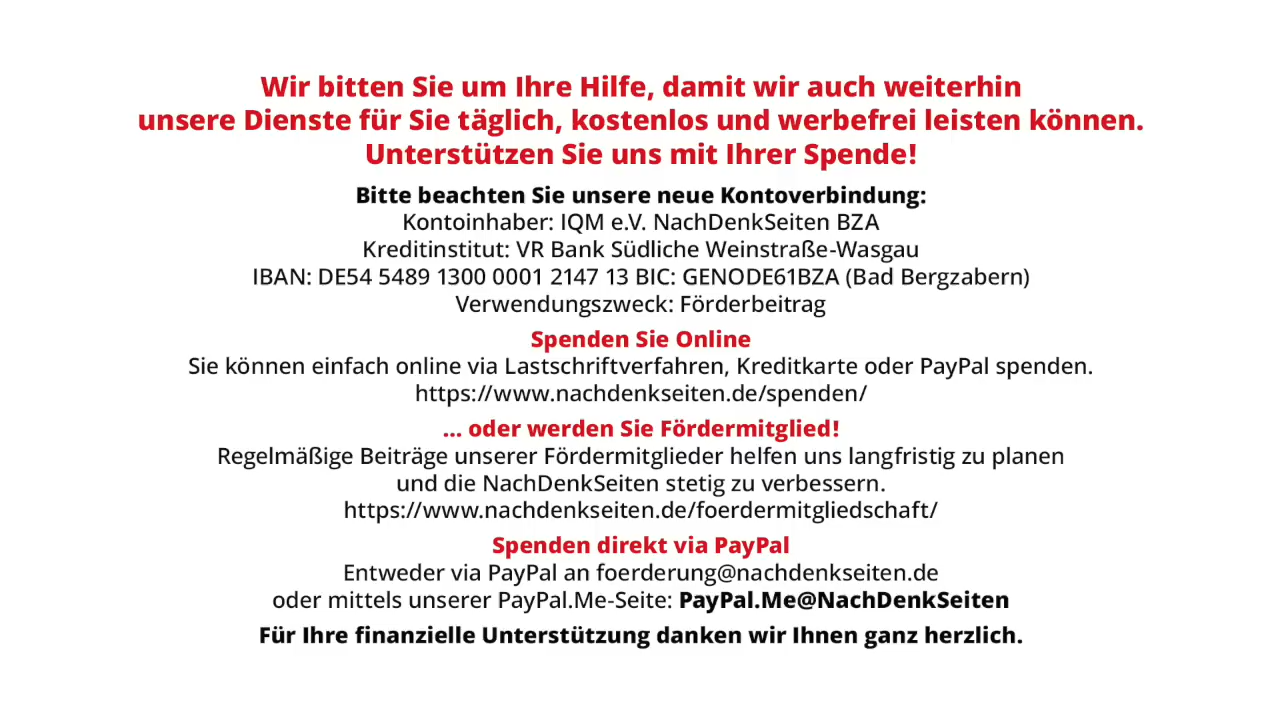 Wir bitten Sie um Ihre Hilfe, damit wir auch weiterhin
unsere Dienste für Sie täglich, kostenlos und werbefrei leisten können.
Unterstützen Sie uns mit Ihrer Spende!
Bitte beachten Sie unsere neue Kontoverbindung:
Kontoinhaber: IQM e.V. NachDenkSeiten BZA
Kreditinstitut: VR Bank Südliche Weinstraße-Wasgau
IBAN: DE54 5489 1300 0001 2147 13 BIC: GENODE61BZA (Bad Bergzabern)
Verwendungszweck: Förderbeitrag
Spenden Sie Online
Sie können einfach online via Lastschriftverfahren, Kreditkarte oder PayPal spenden.
https://www.nachdenkseiten.de/spenden/
... oder werden Sie Fördermitglied!
Regelmäßige Beiträge unserer Fördermitglieder helfen uns langfristig zu planen
und die NachDenkSeiten stetig zu verbessern.
https://www.nachdenkseiten.de/foerdermitgliedschaft/
Spenden direkt via PayPal
Entweder via PayPal an foerderung@nachdenkseiten.de
oder mittels unserer PayPal.Me-Seite: PayPal.Me@NachDenkSeiten
Für Ihre finanzielle Unterstützung danken wir Ihnen ganz herzlich.